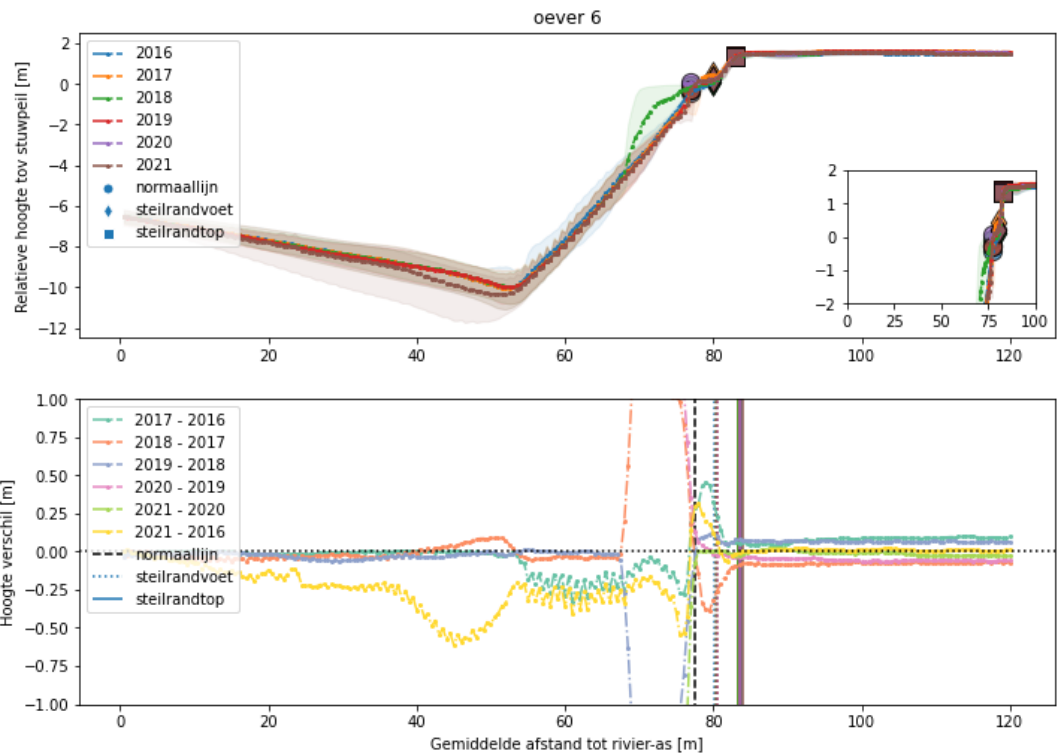 oever 6
Relatieve hoogte tov stuwpeil [m]
2
0
−2
−4
−6
−8
−10
−12
2016
2017
2018
2019
2020
2021
normaallijn
steilrandvoet
steilrandtop
2
1
0
−1
−2
0 25 50 75 100
0 20 40 60 80 100 120
Hoogte verschil [m]
1.00
0.75
0.50
0.25
0.00
−0.25
−0.50
−0.75
−1.00
2017 - 2016
2018 - 2017
2019 - 2018
2020 - 2019
2021 - 2020
2021 - 2016
normaallijn
steilrandvoet
steilrandtop
0 20 40 60 80 100 120
Gemiddelde afstand tot rivier-as [m]